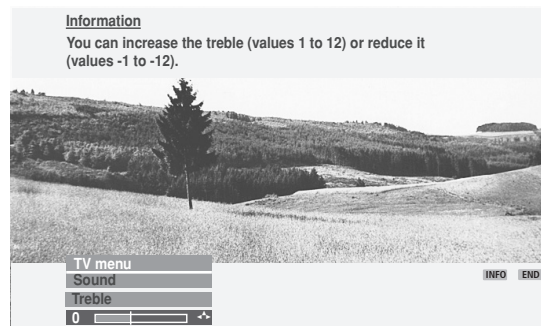 Information
You can increase the treble (values 1 to 12) or reduce it
(values -1 to -12).
TV menu
Sound
Treble
0
INFO END